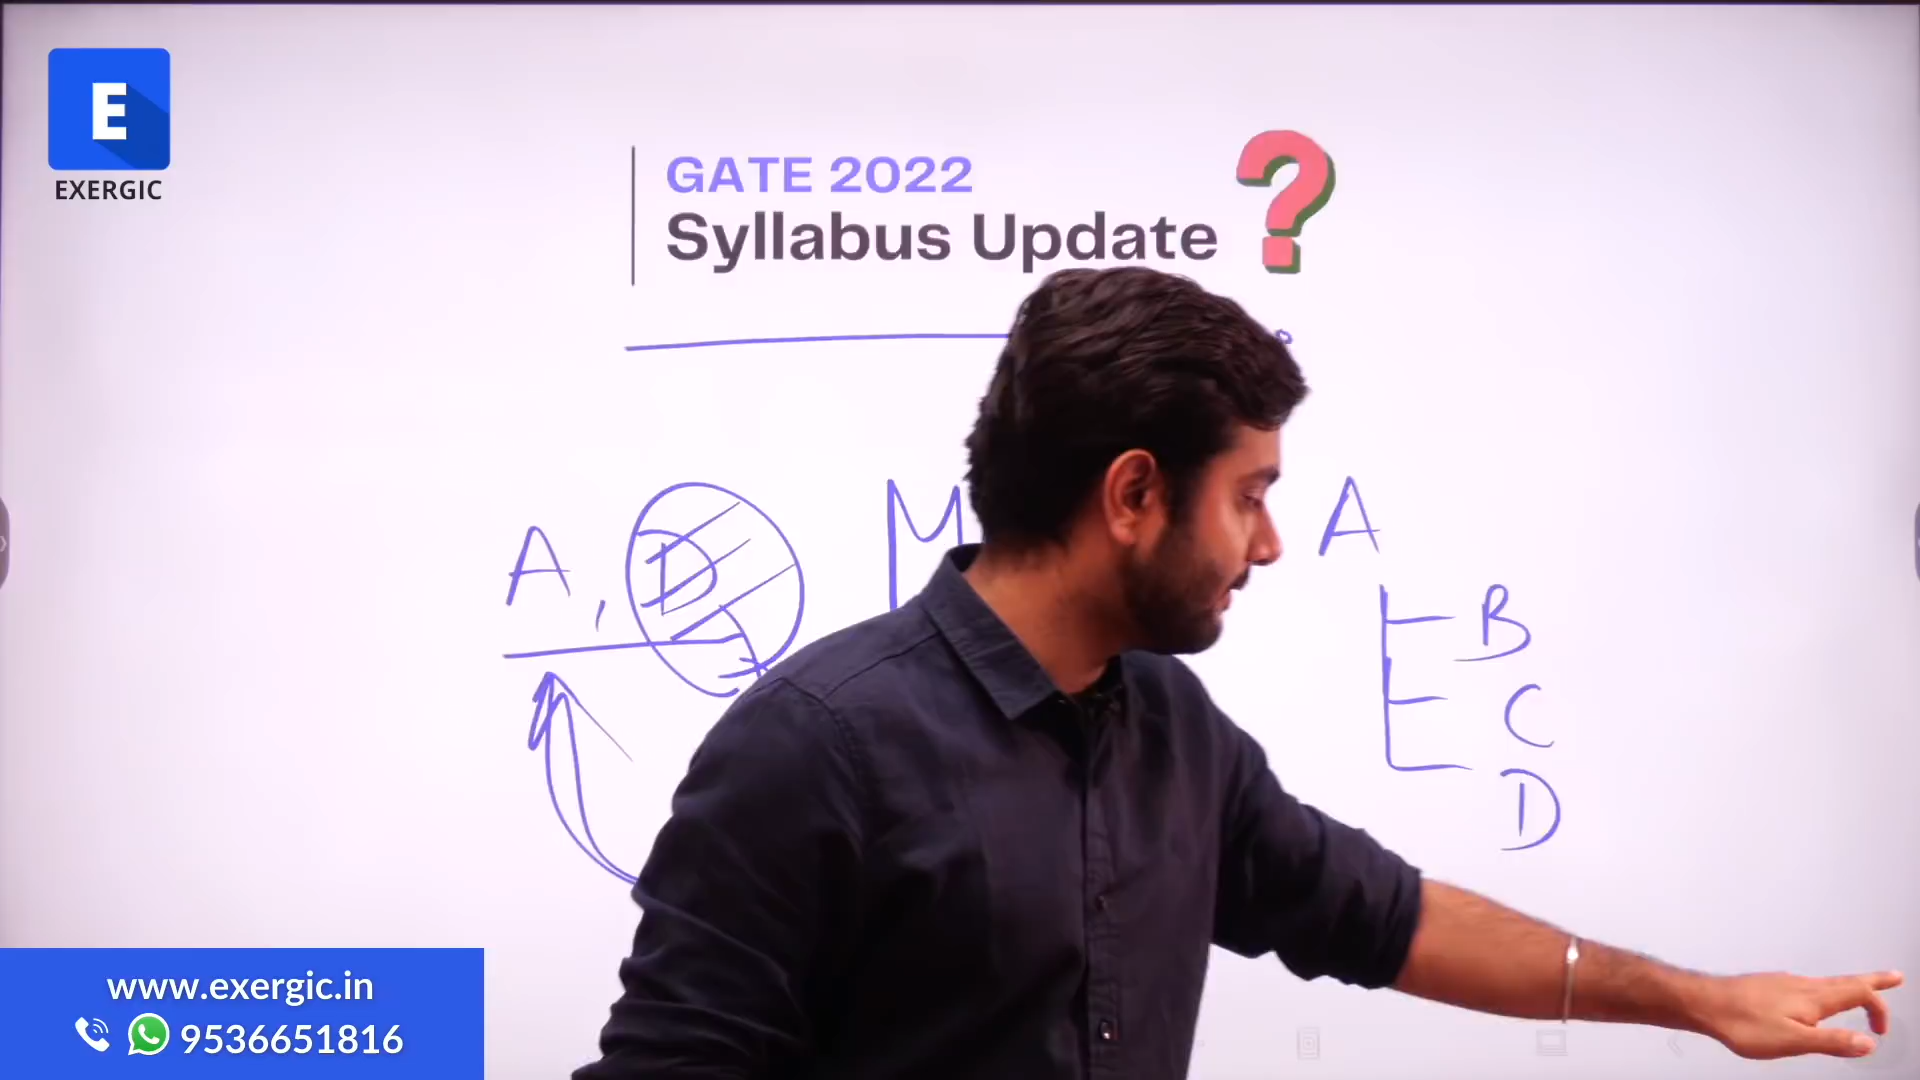 E
EXERGIC
GATE 2022
Syllabus Update ?
A, D
M
A
B
C
D
www.exergic.in
9536651816